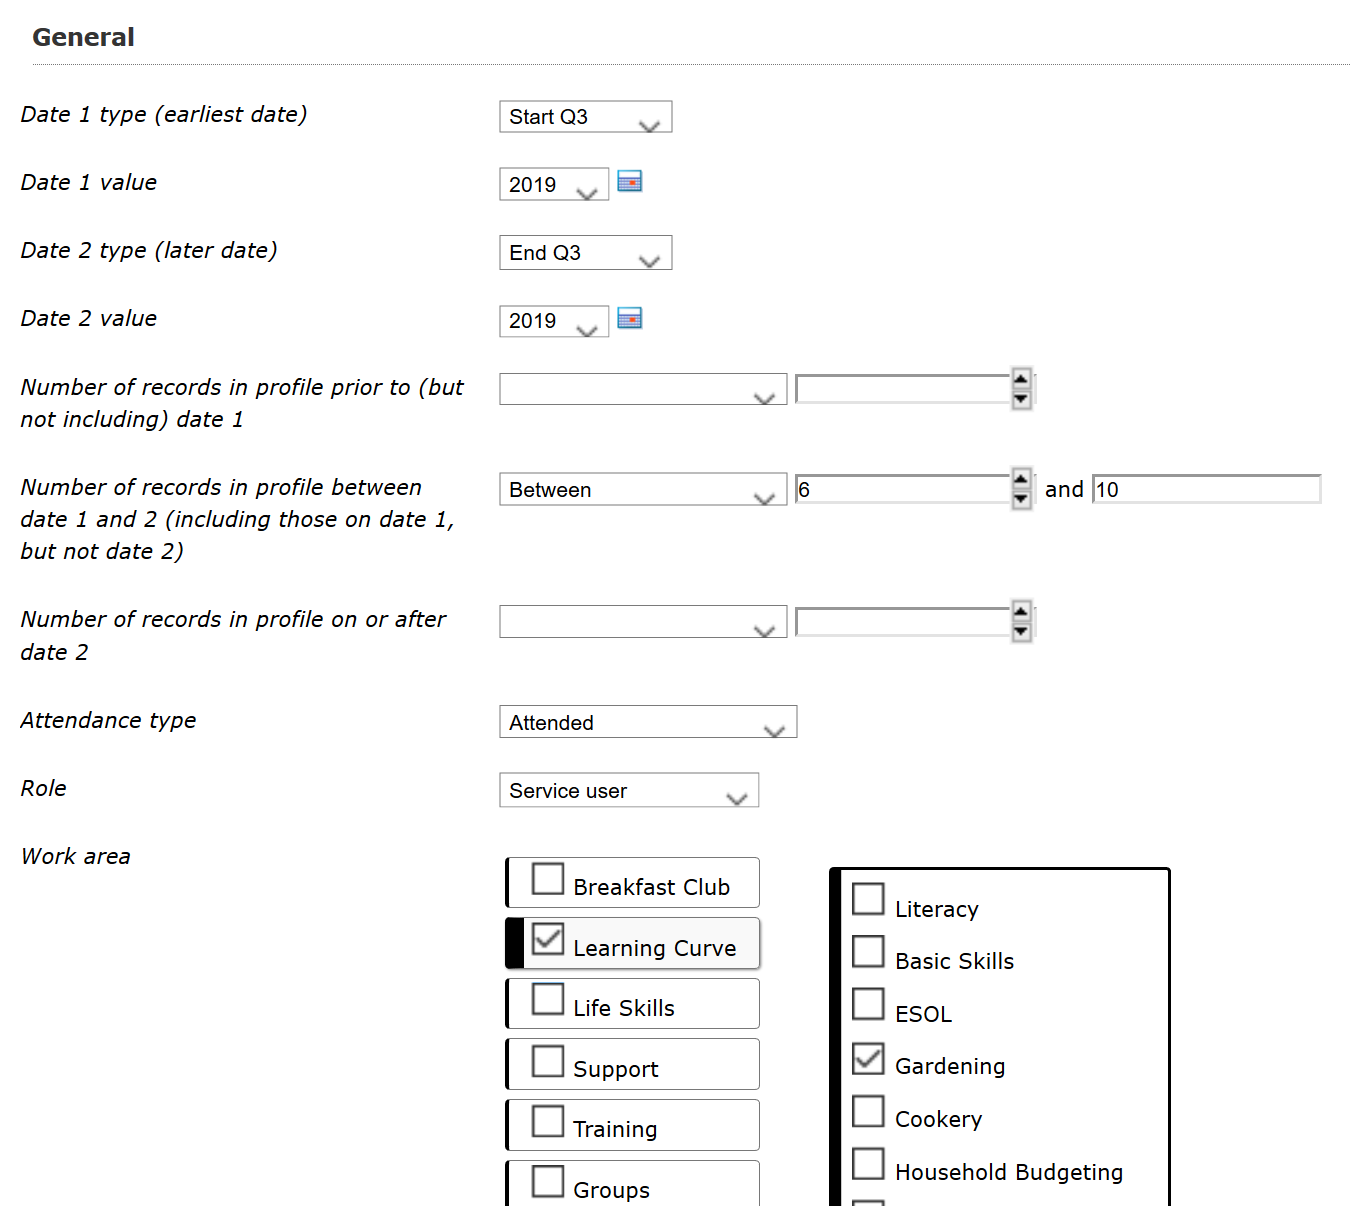 General
Date 1 type (earliest date) Start Q3
Date 1 value 2019
Date 2 type (later date) End Q3
Date 2 value 2019
Number of records in profile prior to (but
not including) date 1
Number of records in profile between Between 6 and 10
date 1 and 2 (including those on date 1,
but not date 2)
Number of records in profile on or after
date 2
Attendance type Attended
Role Service user
Work area
Breakfast Club
Learning Curve
Life Skills
Support
Training
Groups
Literacy
Basic Skills
ESOL
Gardening
Cookery
Household Budgeting